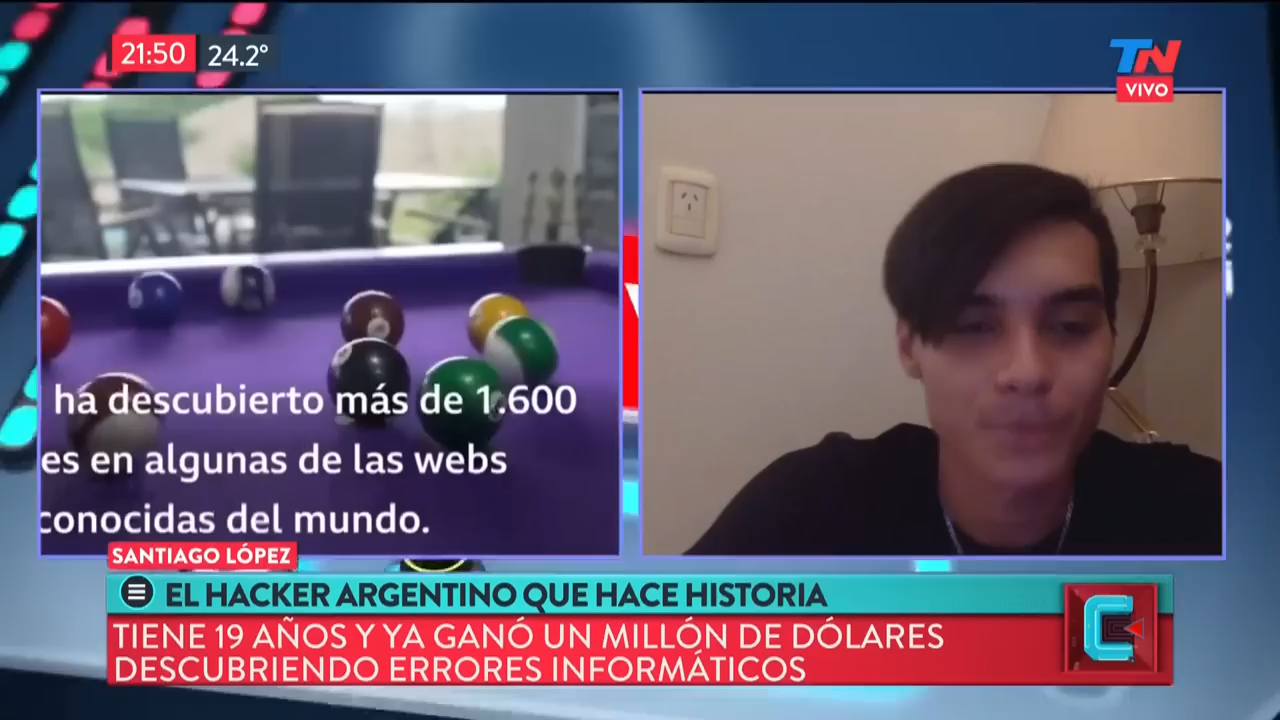 21:50 24.2°
TN
VIVO
ha descubierto más de 1.600
es en algunas de las webs
conocidas del mundo.
SANTIAGO LÓPEZ
EL HACKER ARGENTINO QUE HACE HISTORIA
TIENE 19 AÑOS Y YA GANÓ UN MILLÓN DE DÓLARES
DESCUBRIENDO ERRORES INFORMÁTICOS
C